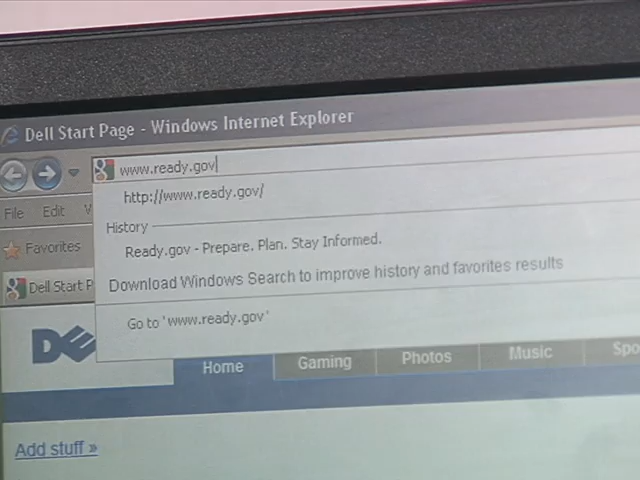 Dell Start Page - Windows Internet Explorer
www.ready.gov
http://www.ready.gov/
File Edit V
History
Ready.gov - Prepare. Plan. Stay Informed.
Favorites
Download Windows Search to improve history and favorites results
Dell Start P
Go to 'www.ready.gov'
DE
Home Gaming Photos Music Spo
Add stuff »